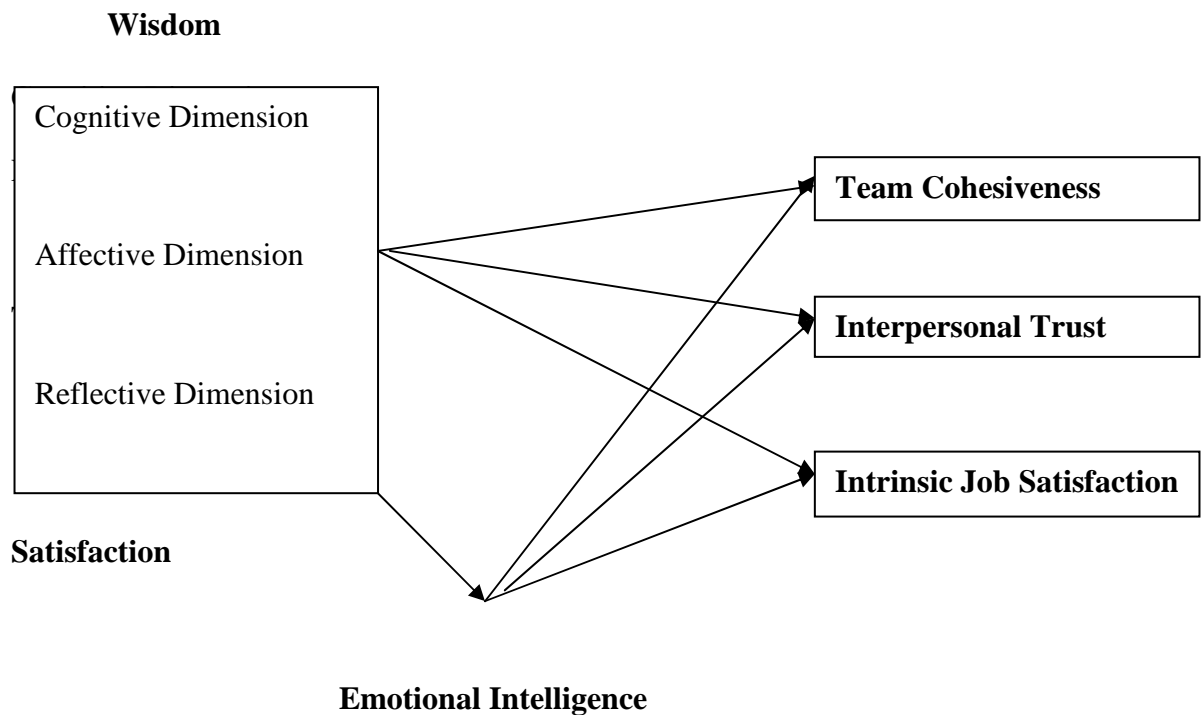 Wisdom
Cognitive Dimension
Affective Dimension
Reflective Dimension
Team Cohesiveness
Interpersonal Trust
Intrinsic Job Satisfaction
Satisfaction
Emotional Intelligence